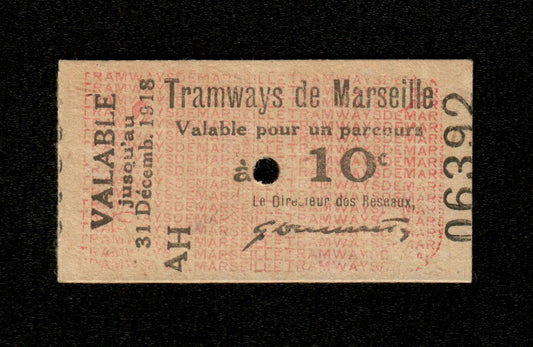 VALABLE
jusqu'au
31 Décemb. 1918
AH
Tramways de Marseille
Valable pour un parcours
à 10c
Le Directeur des Réseaux,
06392